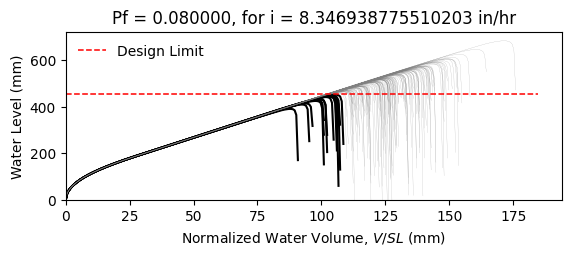 Pf = 0.080000, for i = 8.346938775510203 in/hr
Design Limit
Water Level (mm)
600
400
200
0
0 25 50 75 100 125 150 175
Normalized Water Volume, V/SL (mm)